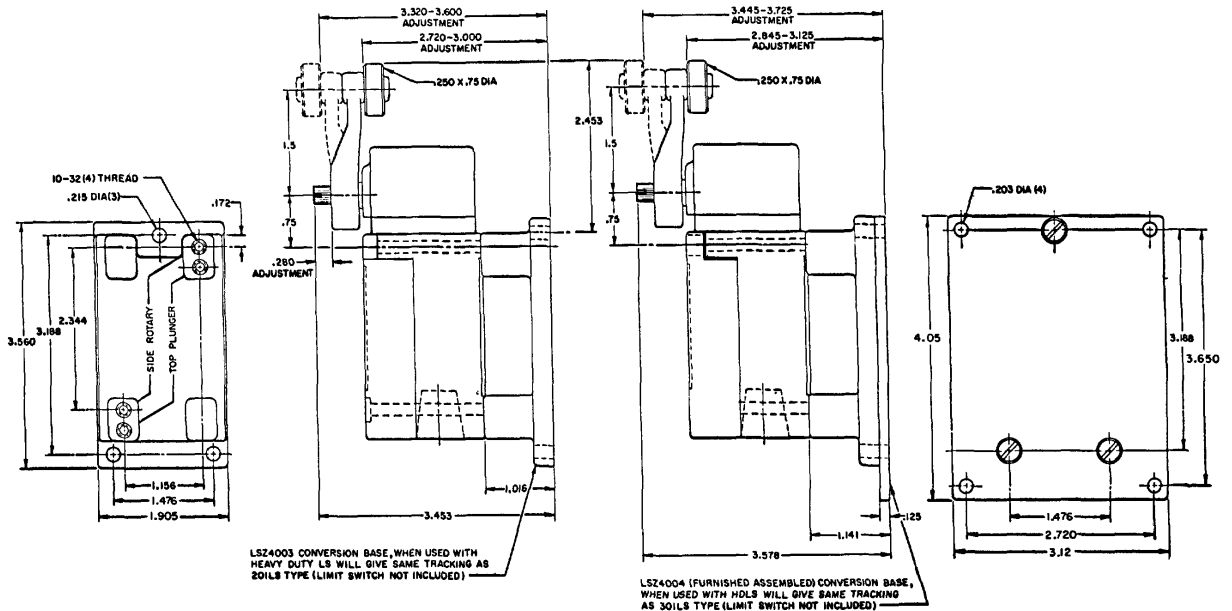 3.320-3.600
ADJUSTMENT
2.720-3.000
ADJUSTMENT
.250 X .75 DIA
2.453
1.5
.75
.280
ADJUSTMENT
10-32 (4) THREAD
.215 DIA (3)
.172
3.560
3.188
2.344
SIDE ROTARY
TOP PLUNGER
1.156
1.476
1.905
1.016
3.453
LSZ4003 CONVERSION BASE, WHEN USED WITH
HEAVY DUTY LS WILL GIVE SAME TRACKING AS
201LS TYPE (LIMIT SWITCH NOT INCLUDED)
3.445-3.725
ADJUSTMENT
2.845-3.125
ADJUSTMENT
.250 X .75 DIA
1.5
.75
.125
1.141
3.578
LSZ4004 (FURNISHED ASSEMBLED) CONVERSION BASE,
WHEN USED WITH HDLS WILL GIVE SAME TRACKING
AS 301LS TYPE (LIMIT SWITCH NOT INCLUDED)
.203 DIA (4)
4.05
3.188
3.650
1.476
2.720
3.12